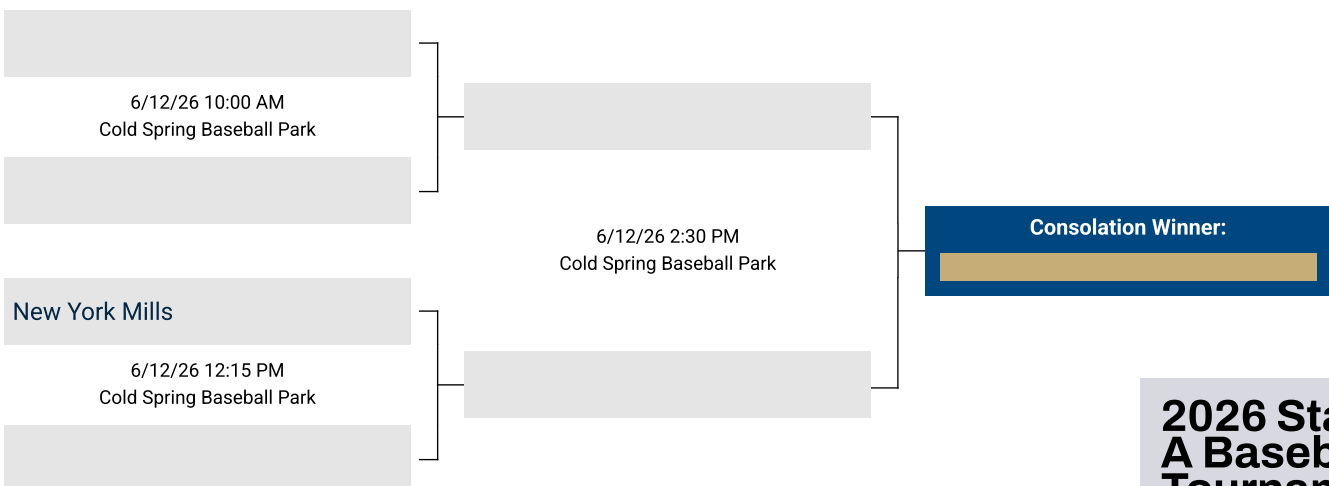 6/12/26 10:00 AM
Cold Spring Baseball Park
6/12/26 2:30 PM
Cold Spring Baseball Park
Consolation Winner:
New York Mills
6/12/26 12:15 PM
Cold Spring Baseball Park
2026
A